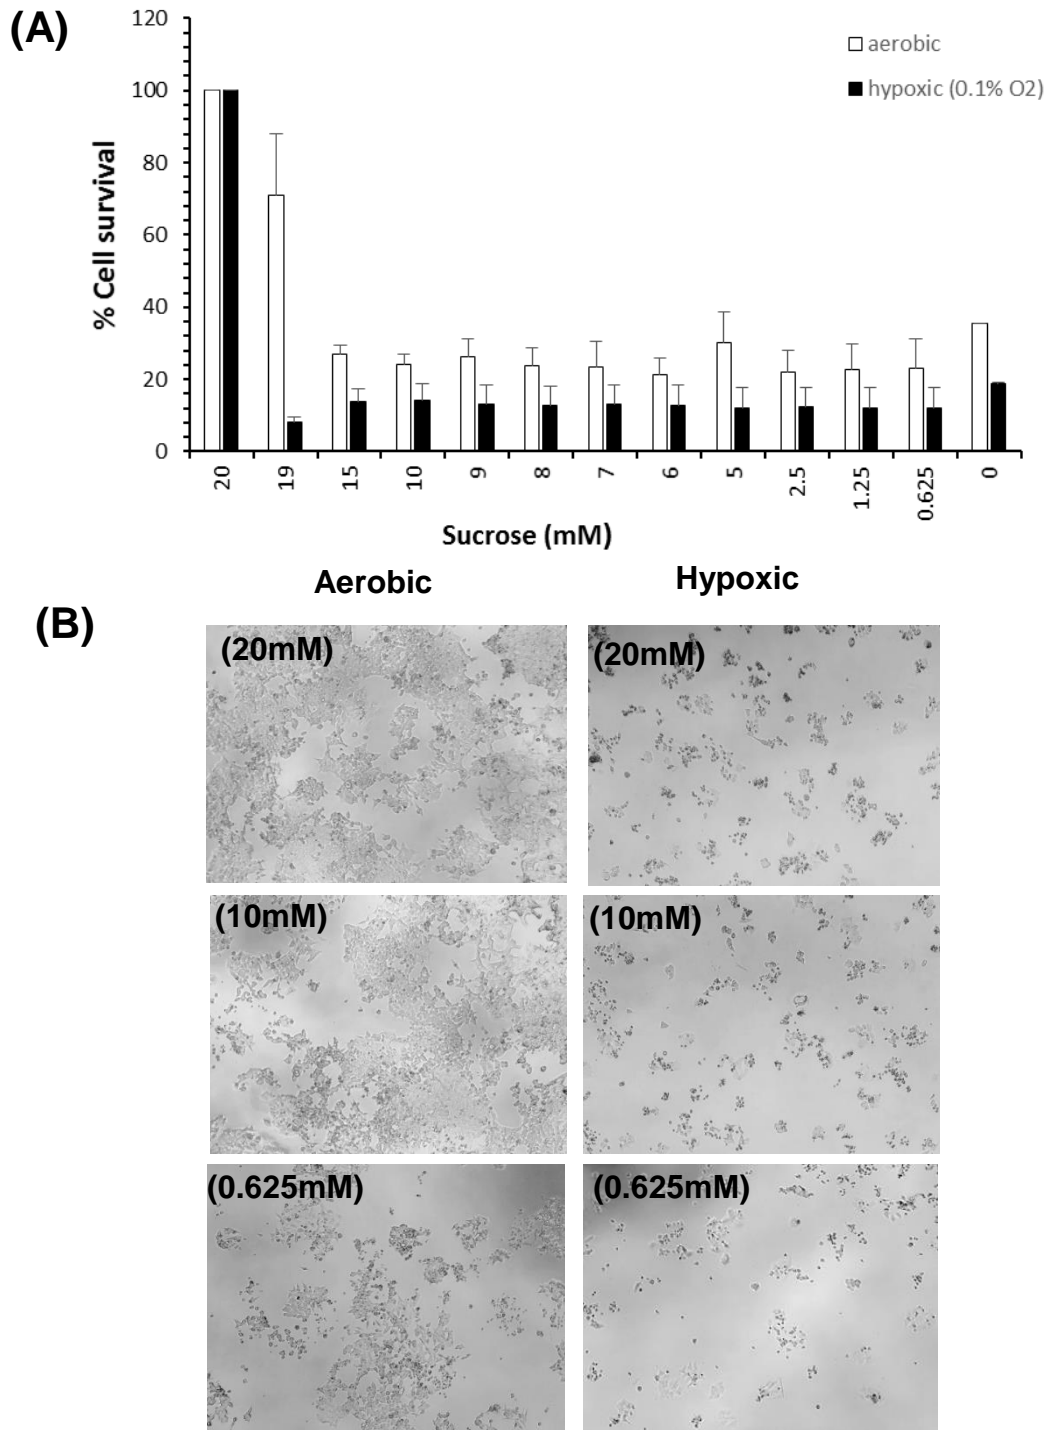 (A)
120
100
80
60
40
20
0
% Cell survival
aerobic
hypoxic (0.1% O2)
20 19 15 10 9 8 7 6 5 2.5 1.25 0.625 0
Sucrose (mM)
Aerobic Hypoxic
(B)
(20mM) (20mM)
(10mM) (10mM)
(0.625mM) (0.625mM)